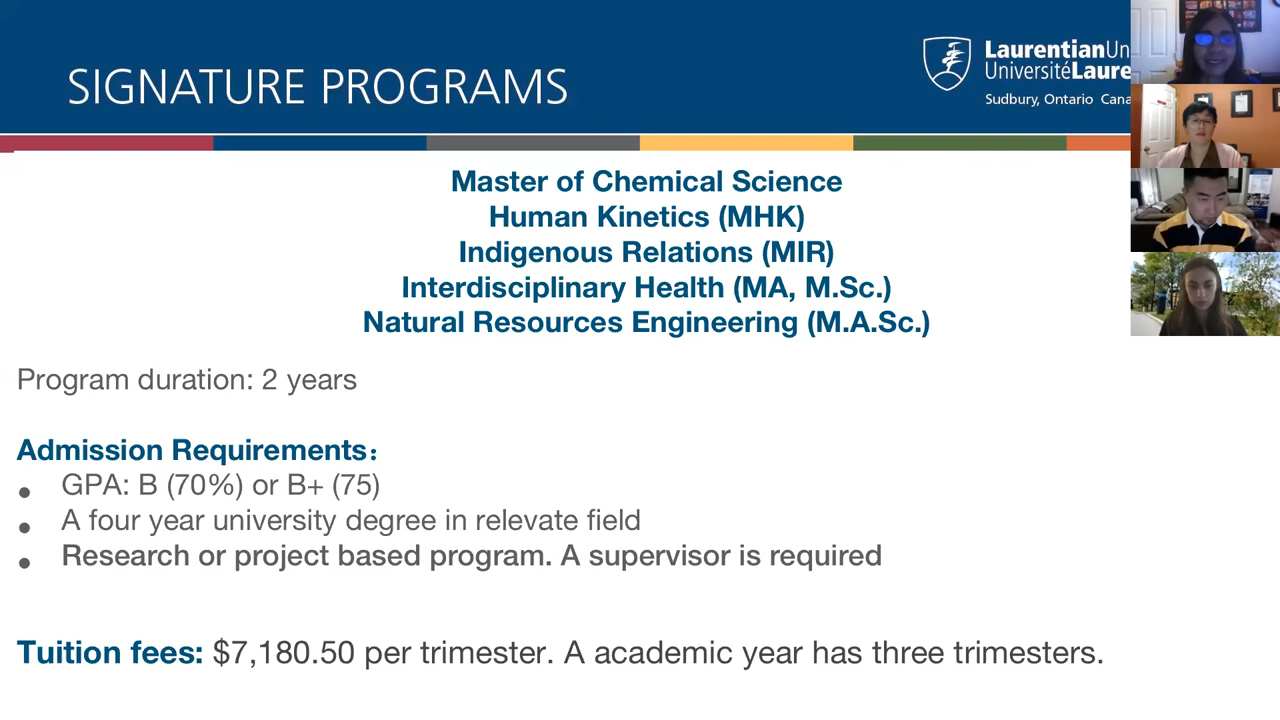 SIGNATURE PROGRAMS
LaurentianUn
UniversitéLaure
Sudbury, Ontario Cana
Master of Chemical Science
Human Kinetics (MHK)
Indigenous Relations (MIR)
Interdisciplinary Health (MA, M.Sc.)
Natural Resources Engineering (M.A.Sc.)
Program duration: 2 years
Admission Requirements：
• GPA: B (70%) or B+ (75)
• A four year university degree in relevate field
• Research or project based program. A supervisor is required
Tuition fees: $7,180.50 per trimester. A academic year has three trimesters.